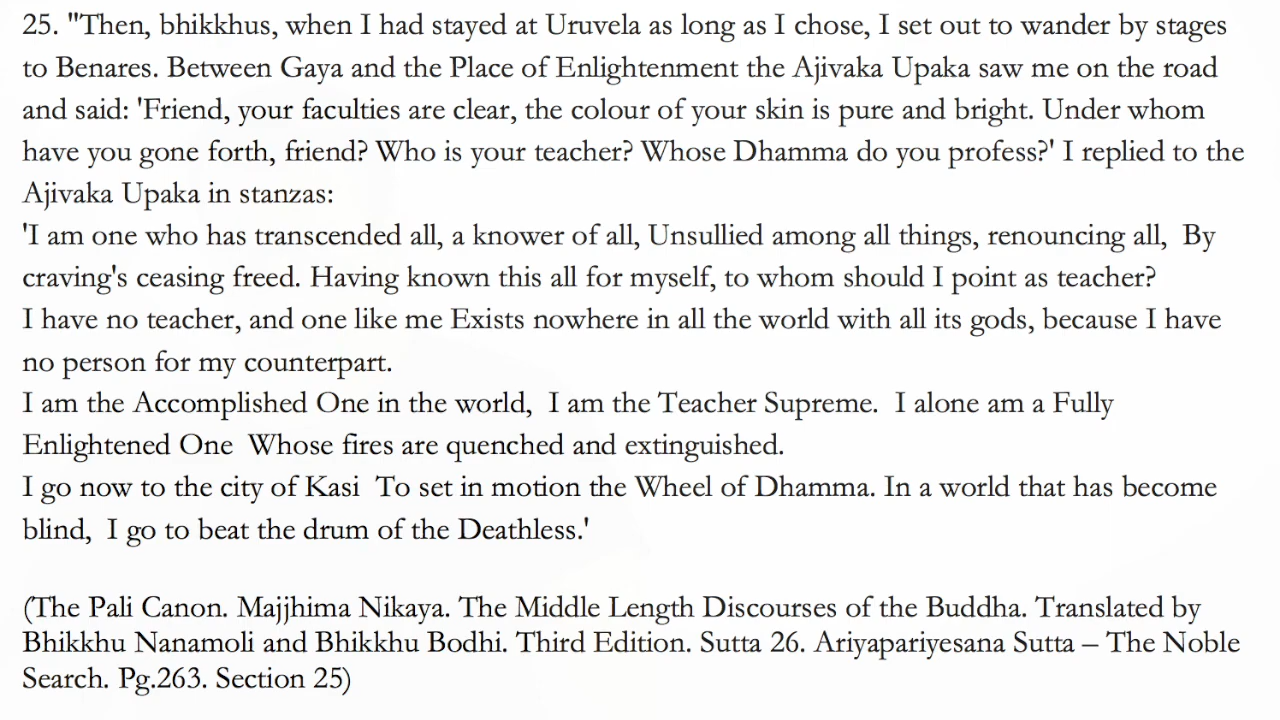 25. "Then, bhikkhus, when I had stayed at Uruvela as long as I chose, I set out to wander by stages
to Benares. Between Gaya and the Place of Enlightenment the Ajivaka Upaka saw me on the road
and said: 'Friend, your faculties are clear, the colour of your skin is pure and bright. Under whom
have you gone forth, friend? Who is your teacher? Whose Dhamma do you profess?' I replied to the
Ajivaka Upaka in stanzas:
'I am one who has transcended all, a knower of all, Unsullied among all things, renouncing all,  By
craving's ceasing freed. Having known this all for myself, to whom should I point as teacher?
I have no teacher, and one like me Exists nowhere in all the world with all its gods, because I have
no person for my counterpart.
I am the Accomplished One in the world,  I am the Teacher Supreme.  I alone am a Fully
Enlightened One  Whose fires are quenched and extinguished.
I go now to the city of Kasi  To set in motion the Wheel of Dhamma. In a world that has become
blind,  I go to beat the drum of the Deathless.'
(The Pali Canon. Majjhima Nikaya. The Middle Length Discourses of the Buddha. Translated by
Bhikkhu Nanamoli and Bhikkhu Bodhi. Third Edition. Sutta 26. Ariyapariyesana Sutta – The Noble
Search. Pg.263. Section 25)